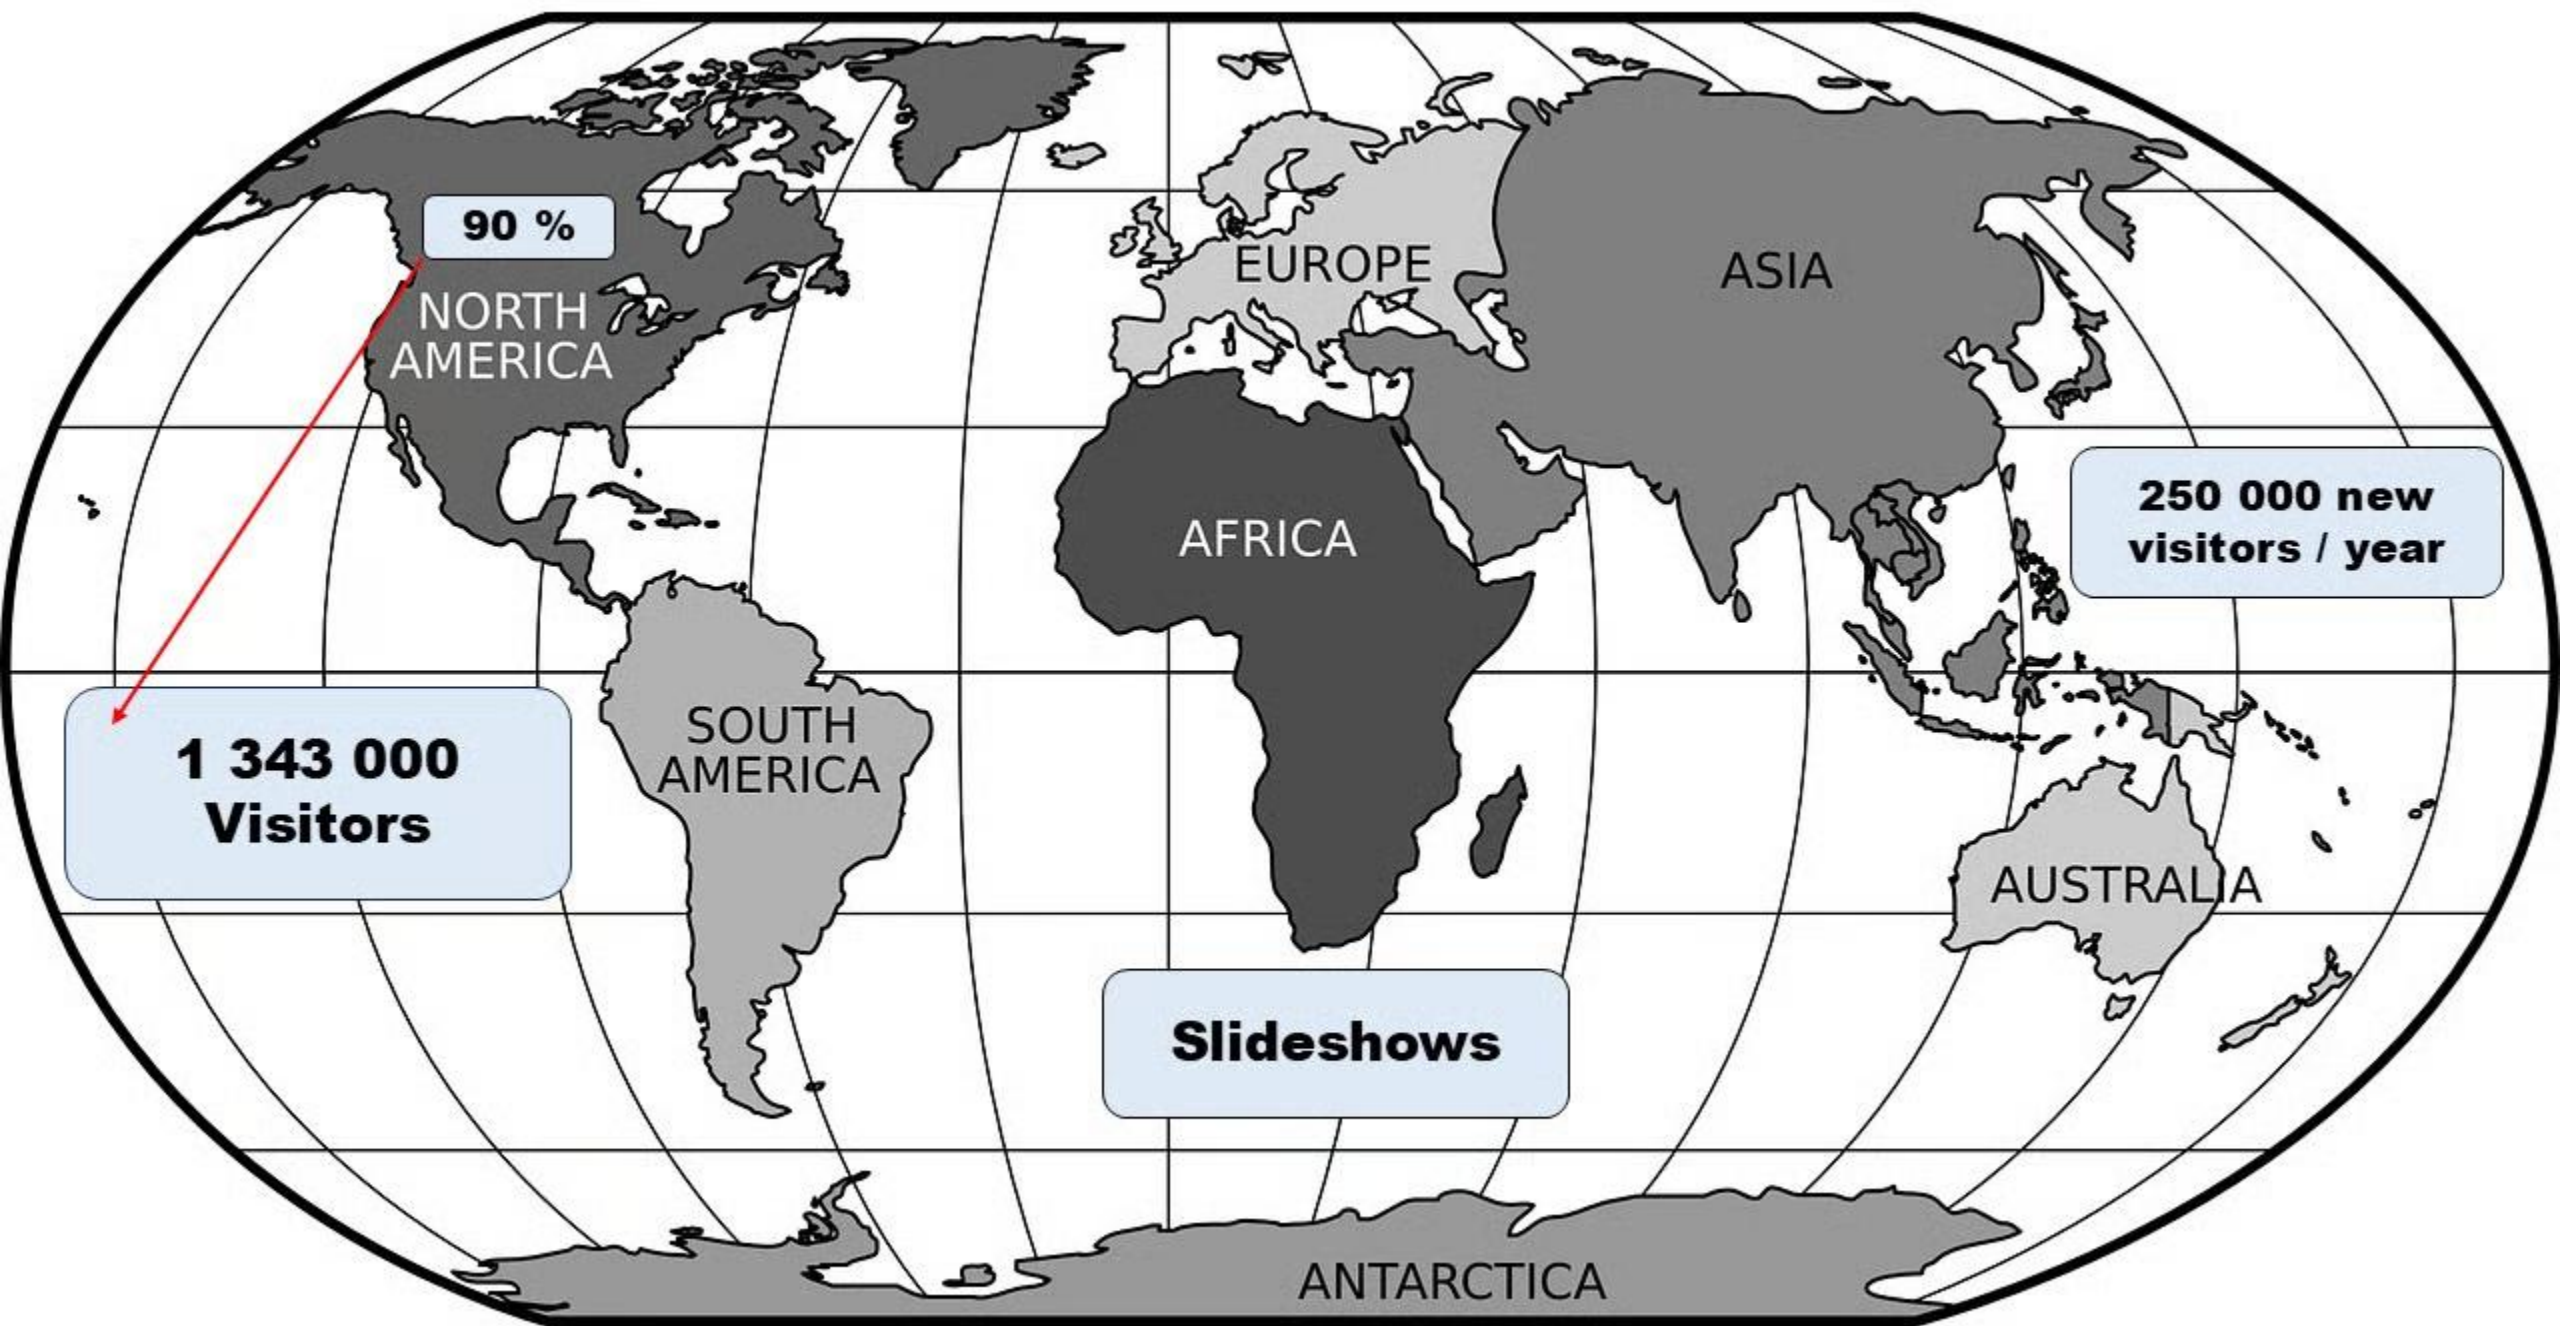 90 %
NORTH
AMERICA
EUROPE
ASIA
250 000 new
visitors / year
AFRICA
1 343 000
Visitors
SOUTH
AMERICA
AUSTRALIA
Slideshows
ANTARCTICA